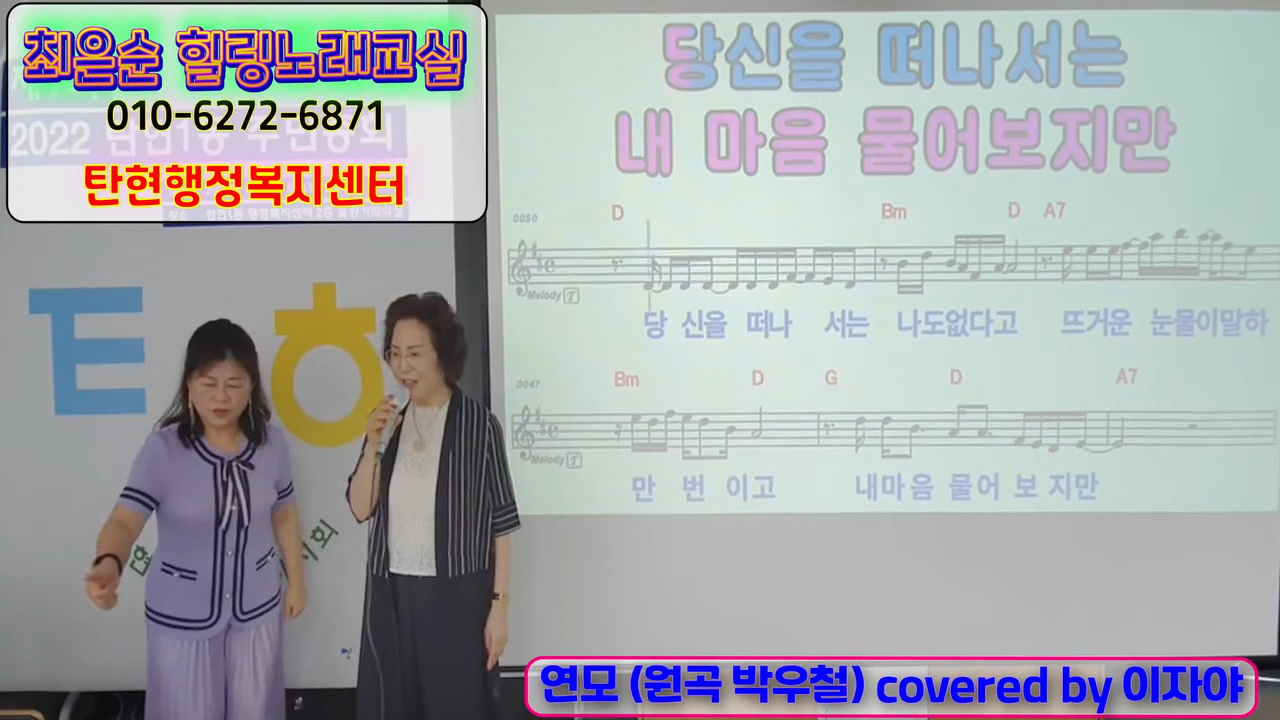 최은순 힐링노래교실
010-6272-6871
2022
탄현행정복지센터
당신을 떠나서는
내 마음 물어보지만
0050 D Bm D A7
Melody
당 신을 떠나 서는 나도없다고 뜨거운 눈물이말하
0047 Bm D G D A7
Melody
만 번 이고 내마음 물어 보 지만
ㅌㅎ
연모 (원곡 박우철) covered by 이자야